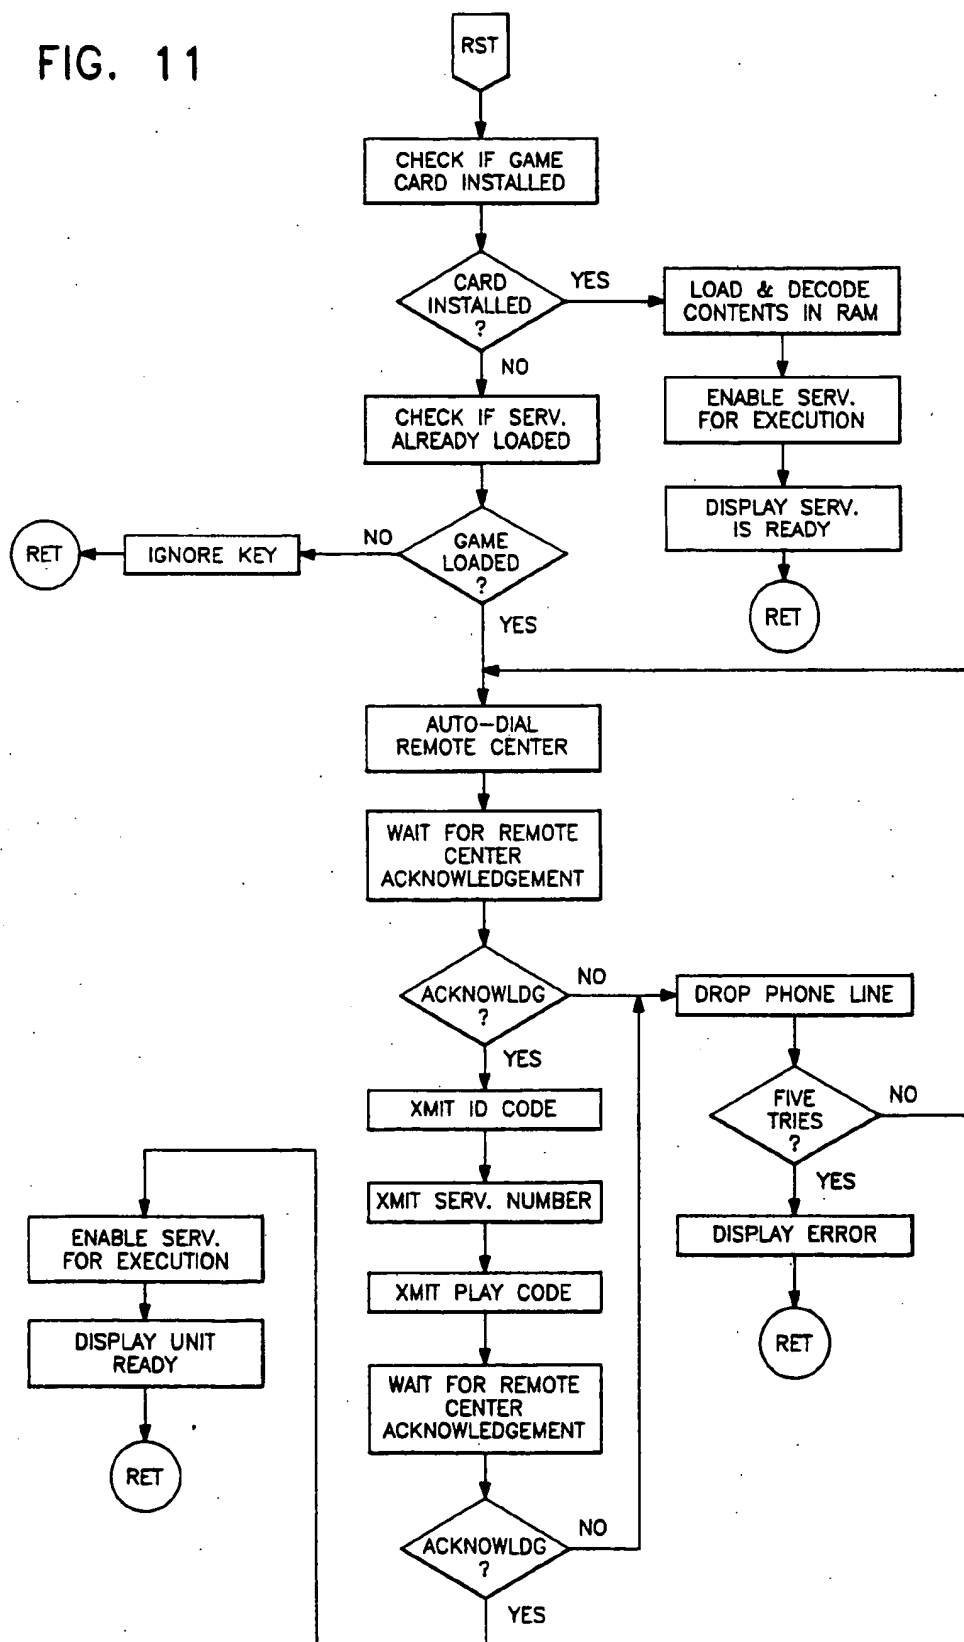 FIG. 11
RST
CHECK IF GAME
CARD INSTALLED
CARD
INSTALLED
?
YES
LOAD & DECODE
CONTENTS IN RAM
NO
ENABLE SERV.
FOR EXECUTION
CHECK IF SERV.
ALREADY LOADED
DISPLAY SERV.
IS READY
RET
GAME
LOADED
?
NO
IGNORE KEY
RET
YES
AUTO-DIAL
REMOTE CENTER
WAIT FOR REMOTE
CENTER
ACKNOWLEDGEMENT
ACKNOWLDG
?
NO
DROP PHONE LINE
YES
FIVE
TRIES
?
NO
XMIT ID CODE
YES
XMIT SERV. NUMBER
DISPLAY ERROR
ENABLE SERV.
FOR EXECUTION
XMIT PLAY CODE
RET
DISPLAY UNIT
READY
WAIT FOR REMOTE
CENTER
ACKNOWLEDGEMENT
RET
ACKNOWLDG
?
NO
YES